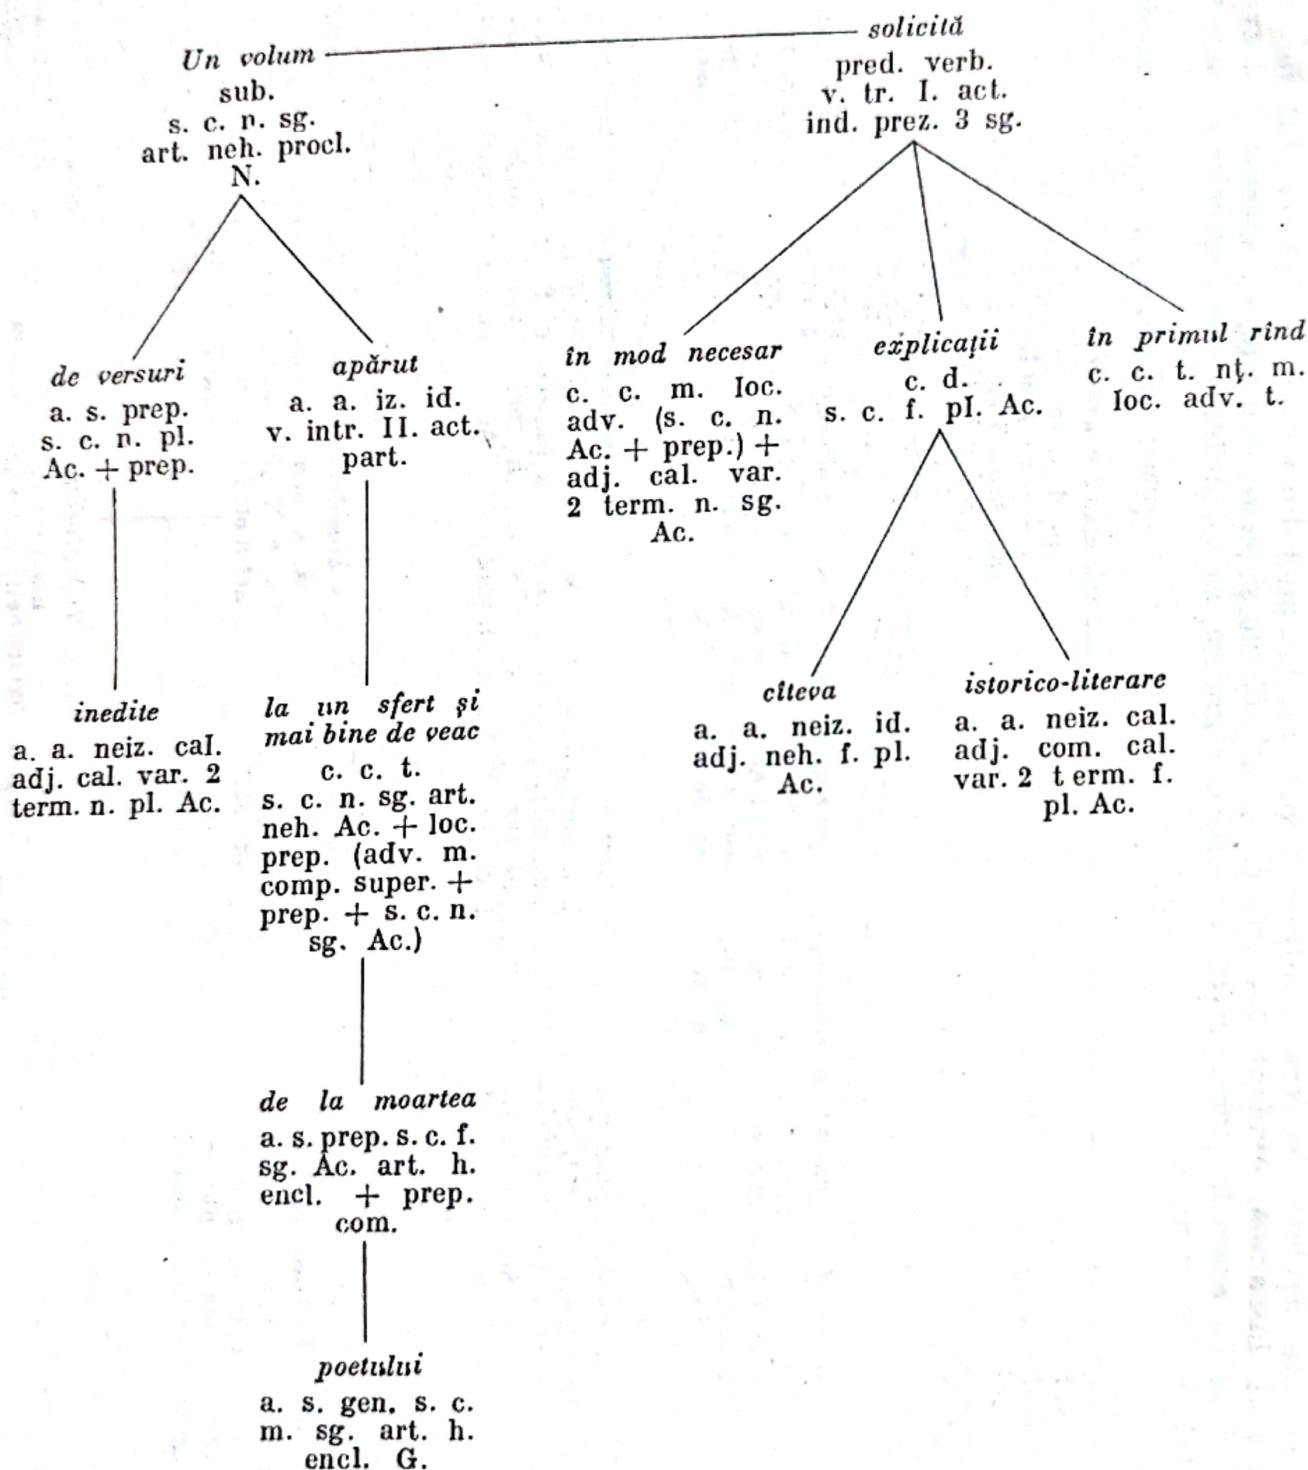 Un volum
solicită
sub.
s. c. n. sg.
art. neh. procl.
N.
pred. verb.
v. tr. I. act.
ind. prez. 3 sg.
de versuri
a. s. prep.
s. c. n. pl.
Ac. + prep.
apărut
a. a. iz. id.
v. intr. II. act.
part.
în mod necesar
c. c. m. loc.
adv. (s. c. n.
Ac. + prep.) +
adj. cal. var.
2 term. n. sg.
Ac.
explicaţii
c. d.
s. c. f. pl. Ac.
în primul rînd
c. c. t. nţ. m.
loc. adv. t.
inedite
a. a. neiz. cal.
adj. cal. var. 2
term. n. pl. Ac.
la un sfert şi
mai bine de veac
c. c. t.
s. c. n. sg. art.
neh. Ac. + loc.
prep. (adv. m.
comp. super. +
prep. + s. c. n.
sg. Ac.)
cîteva
a. a. neiz. id.
adj. neh. f. pl.
Ac.
istorico-literare
a. a. neiz. cal.
adj. com. cal.
var. 2 t erm. f.
pl. Ac.
de la moartea
a. s. prep. s. c. f.
sg. Ac. art. h.
encl. + prep.
com.
poetului
a. s. gen. s. c.
m. sg. art. h.
encl. G.